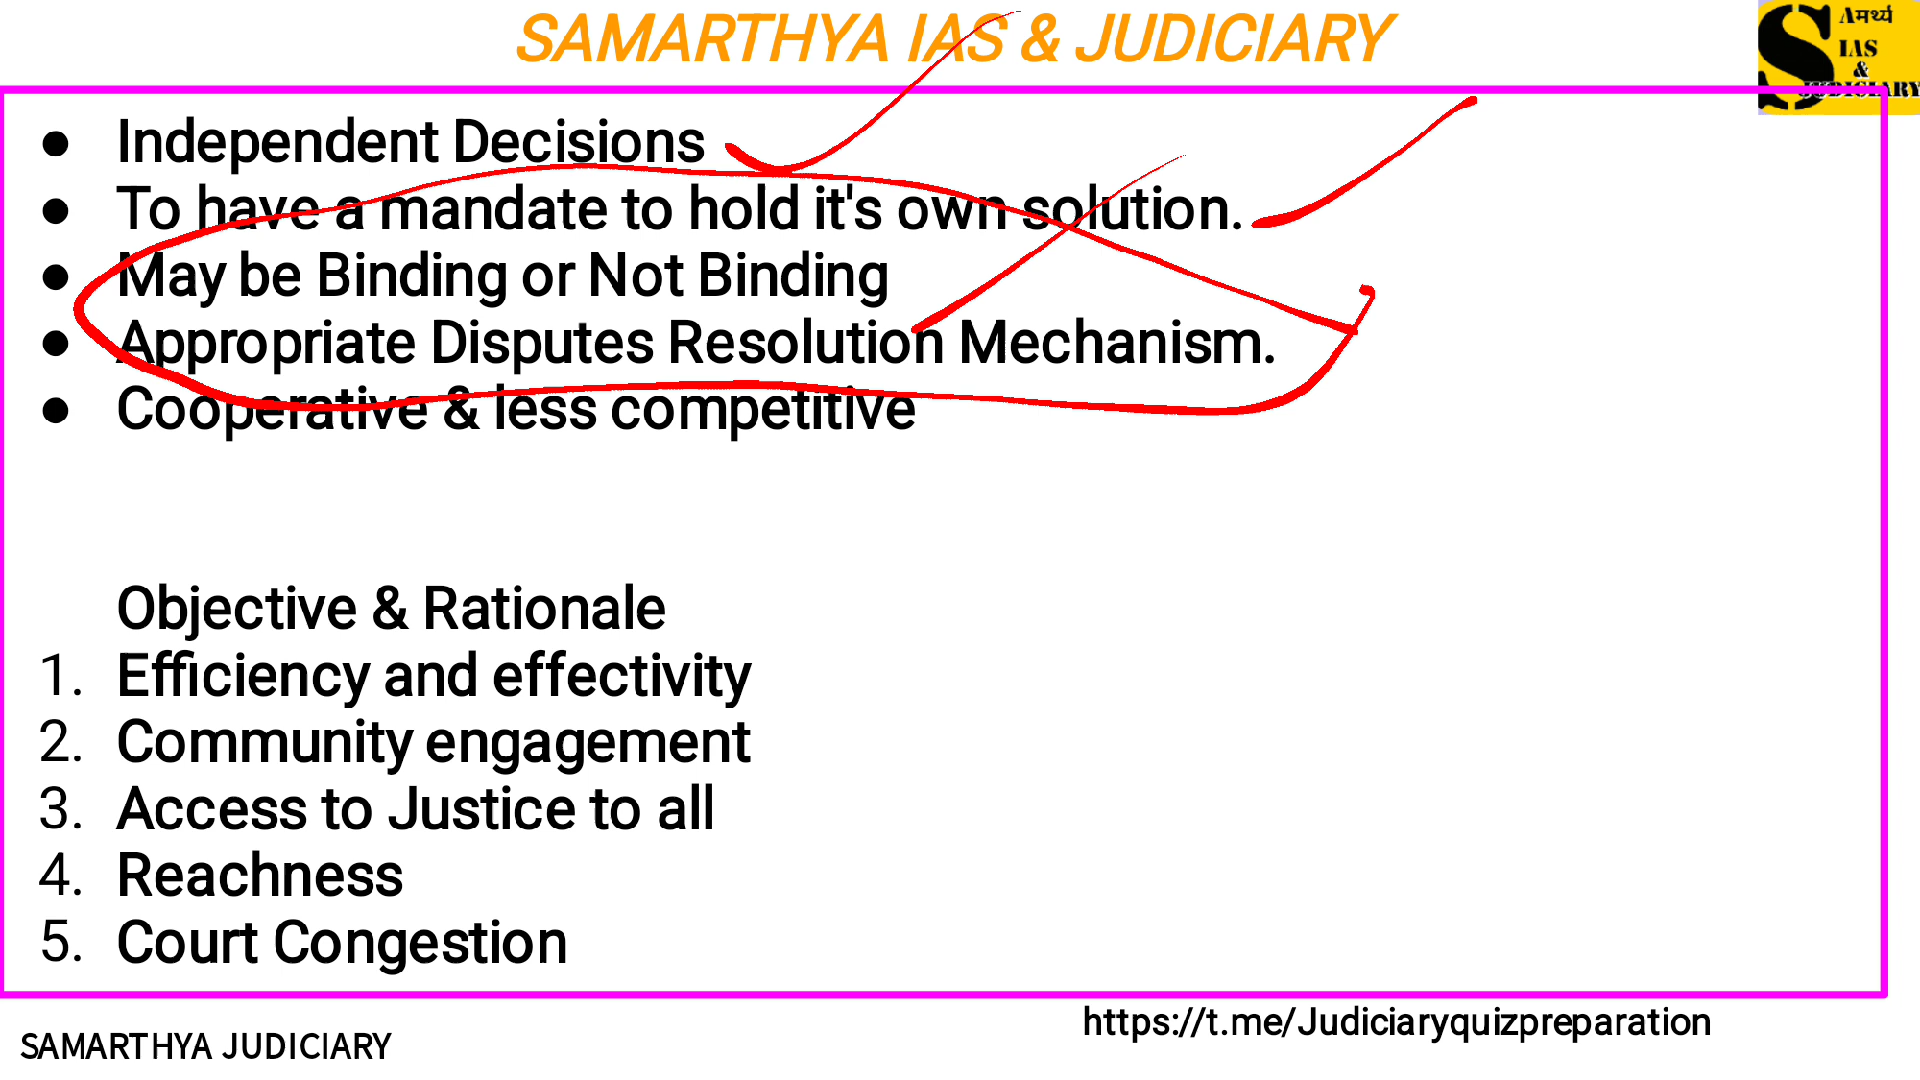 SAMARTHYA IAS & JUDICIARY
Λमर्थ्य
IAS
&
JUDICIARY
● Independent Decisions
● To have a mandate to hold it's own solution.
● May be Binding or Not Binding
● Appropriate Disputes Resolution Mechanism.
● Cooperative & less competitive
Objective & Rationale
1. Efficiency and effectivity
2. Community engagement
3. Access to Justice to all
4. Reachness
5. Court Congestion
https://t.me/Judiciaryquizpreparation
SAMARTHYA JUDICIARY